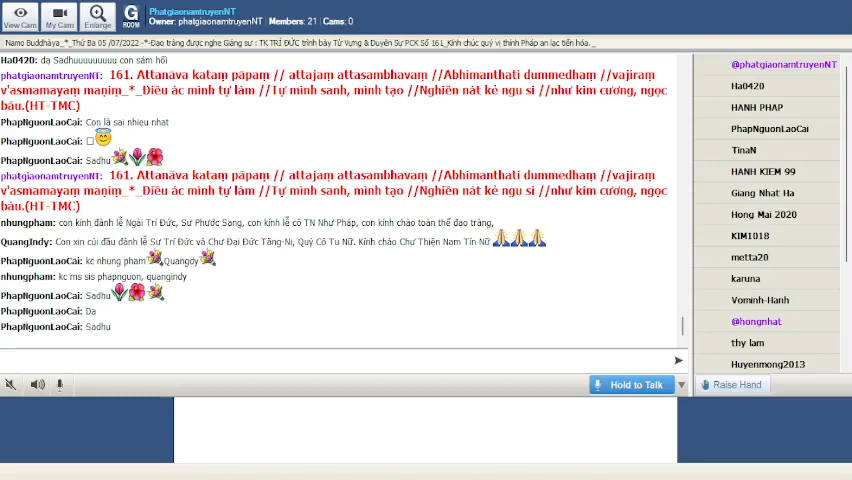 View Cam
My Cam
Enlarge
G
ROOM
PhatgiaonamtruyenNT
Owner: phatgiaonamtruyenNT | Members: 21 | Cams: 0
Namo Buddhàya_*_Thứ Ba 05 /07/2022 -*-Đạo tràng được nghe Giảng sư : TK TRÍ ĐỨC trình bày Từ Vựng & Duyên Sự PCK Số 161_Kính chúc quý vị thính Pháp an lạc tiến hóa. _
Ha0420: dạ Sadhuuuuuuuuu con sám hối
phatgiaonamtruyenNT: 161. Attanāva kataṃ pāpaṃ // attajaṃ attasambhavaṃ //Abhimanthati dummedhaṃ //vajiraṃ
v'asmamayaṃ maṇiṃ_*_Điều ác mình tự làm //Tự mình sanh, mình tạo //Nghiền nát kẻ ngu si //như kim cương, ngọc
báu.(HT-TMC)
PhapNguonLaoCai: Con là sai nhieu nhat
PhapNguonLaoCai:
PhapNguonLaoCai: Sadhu
phatgiaonamtruyenNT: 161. Attanāva kataṃ pāpaṃ // attajaṃ attasambhavaṃ //Abhimanthati dummedhaṃ //vajiraṃ
v'asmamayaṃ maṇiṃ_*_Điều ác mình tự làm //Tự mình sanh, mình tạo //Nghiền nát kẻ ngu si //như kim cương, ngọc
báu.(HT-TMC)
nhungpham: con kính đảnh lễ Ngài Trí Đức, Sư Phước Sang, con kính lễ cô TN Như Pháp, con kính chào toàn thể đạo tràng,
QuangIndy: Con xin cúi đầu đảnh lễ Sư Trí Đức và Chư Đại Đức Tăng-Ni, Quý Cô Tu Nữ. Kính chào Chư Thiện Nam Tín Nữ
PhapNguonLaoCai: kc nhung pham Quangdy
nhungpham: kc ms sis phapnguon, quangindy
PhapNguonLaoCai: Sadhu
PhapNguonLaoCai: Da
PhapNguonLaoCai: Sadhu
Hold to Talk
@phatgiaonamtruyenNT
Ha0420
HANH PHAP
PhapNguonLaoCai
TinaN
HANH KIEM 99
Giang Nhat Ha
Hong Mai 2020
KIM1018
metta20
karuna
Vominh-Hanh
@hongnhat
thy lam
Huyenmong2013
Raise Hand